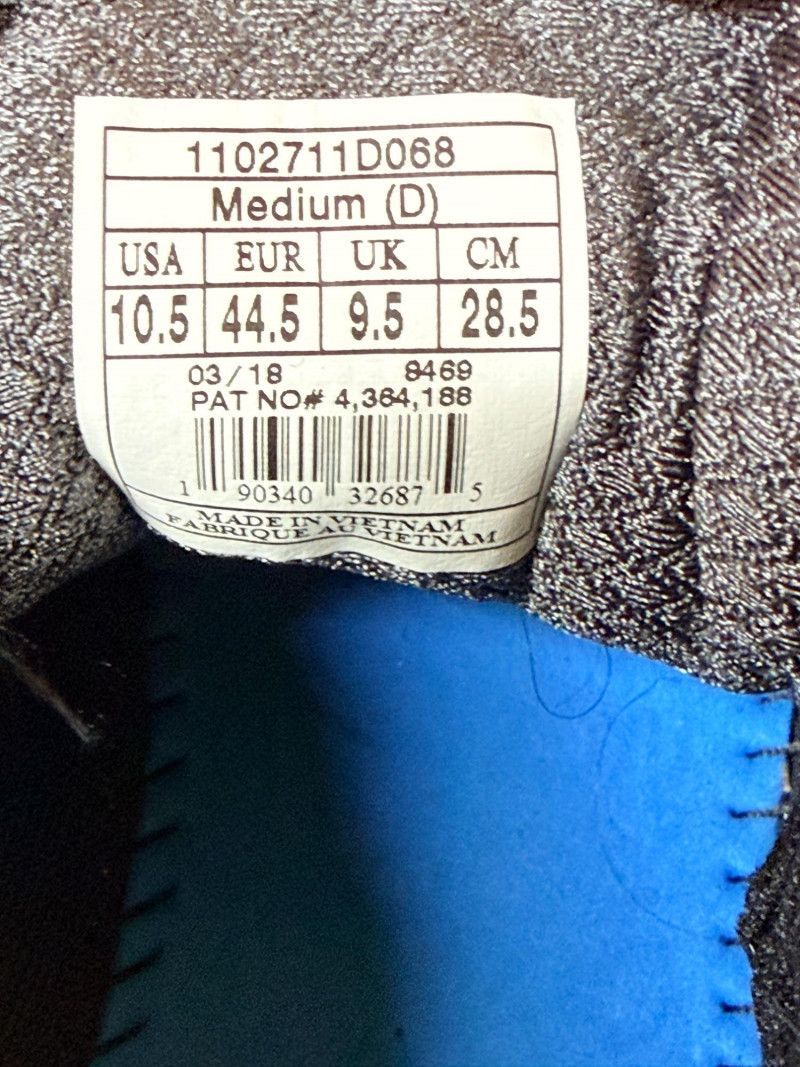 1102711D068
Medium (D)
USA EUR UK CM
10.5 44.5 9.5 28.5
03/18 8469
PAT NO# 4,384,188
1 90340 32687 5
MADE IN VIETNAM
FABRIQUE AU VIETNAM